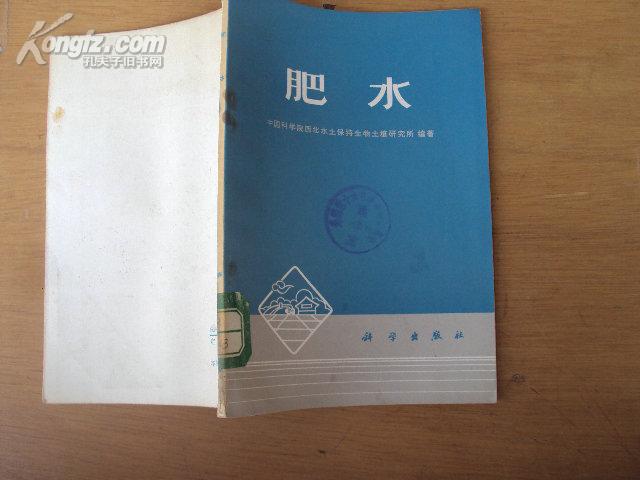 Kongfz.com
孔夫子旧书网
肥水
中国科学院西北水土保持生物土壤研究所 编著
科学出版社
3